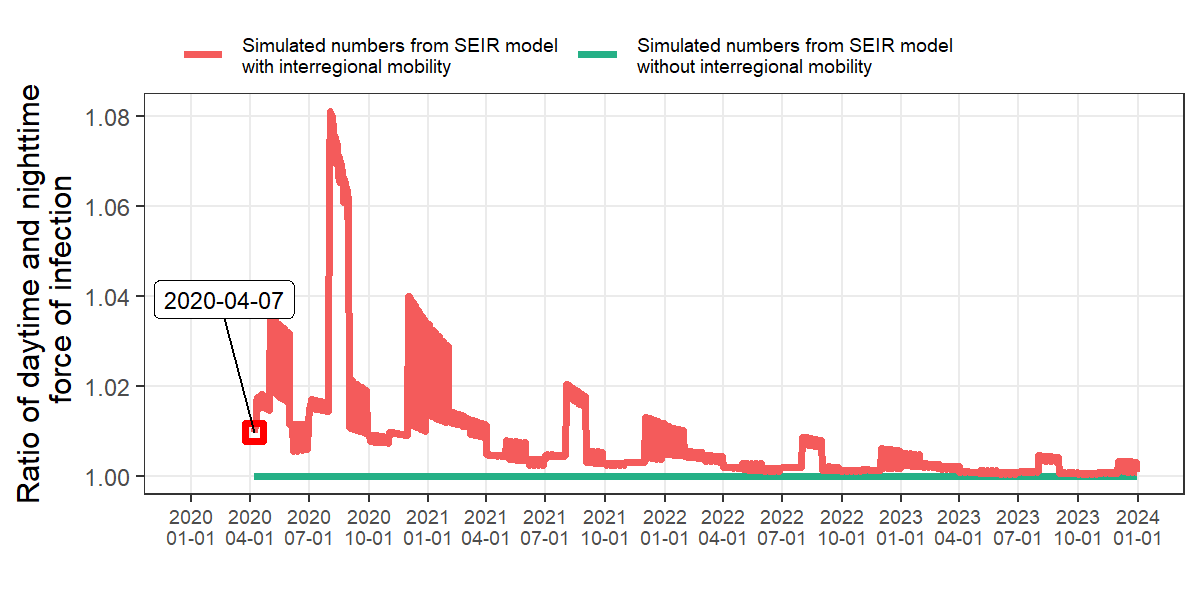 Simulated numbers from SEIR model
with interregional mobility
Simulated numbers from SEIR model
without interregional mobility
Ratio of daytime and nighttime
force of infection
1.08
1.06
1.04
1.02
1.00
2020-04-07
2020 2020 2020 2020 2021 2021 2021 2021 2022 2022 2022 2022 2023 2023 2023 2023 2024
01-01 04-01 07-01 10-01 01-01 04-01 07-01 10-01 01-01 04-01 07-01 10-01 01-01 04-01 07-01 10-01 01-01